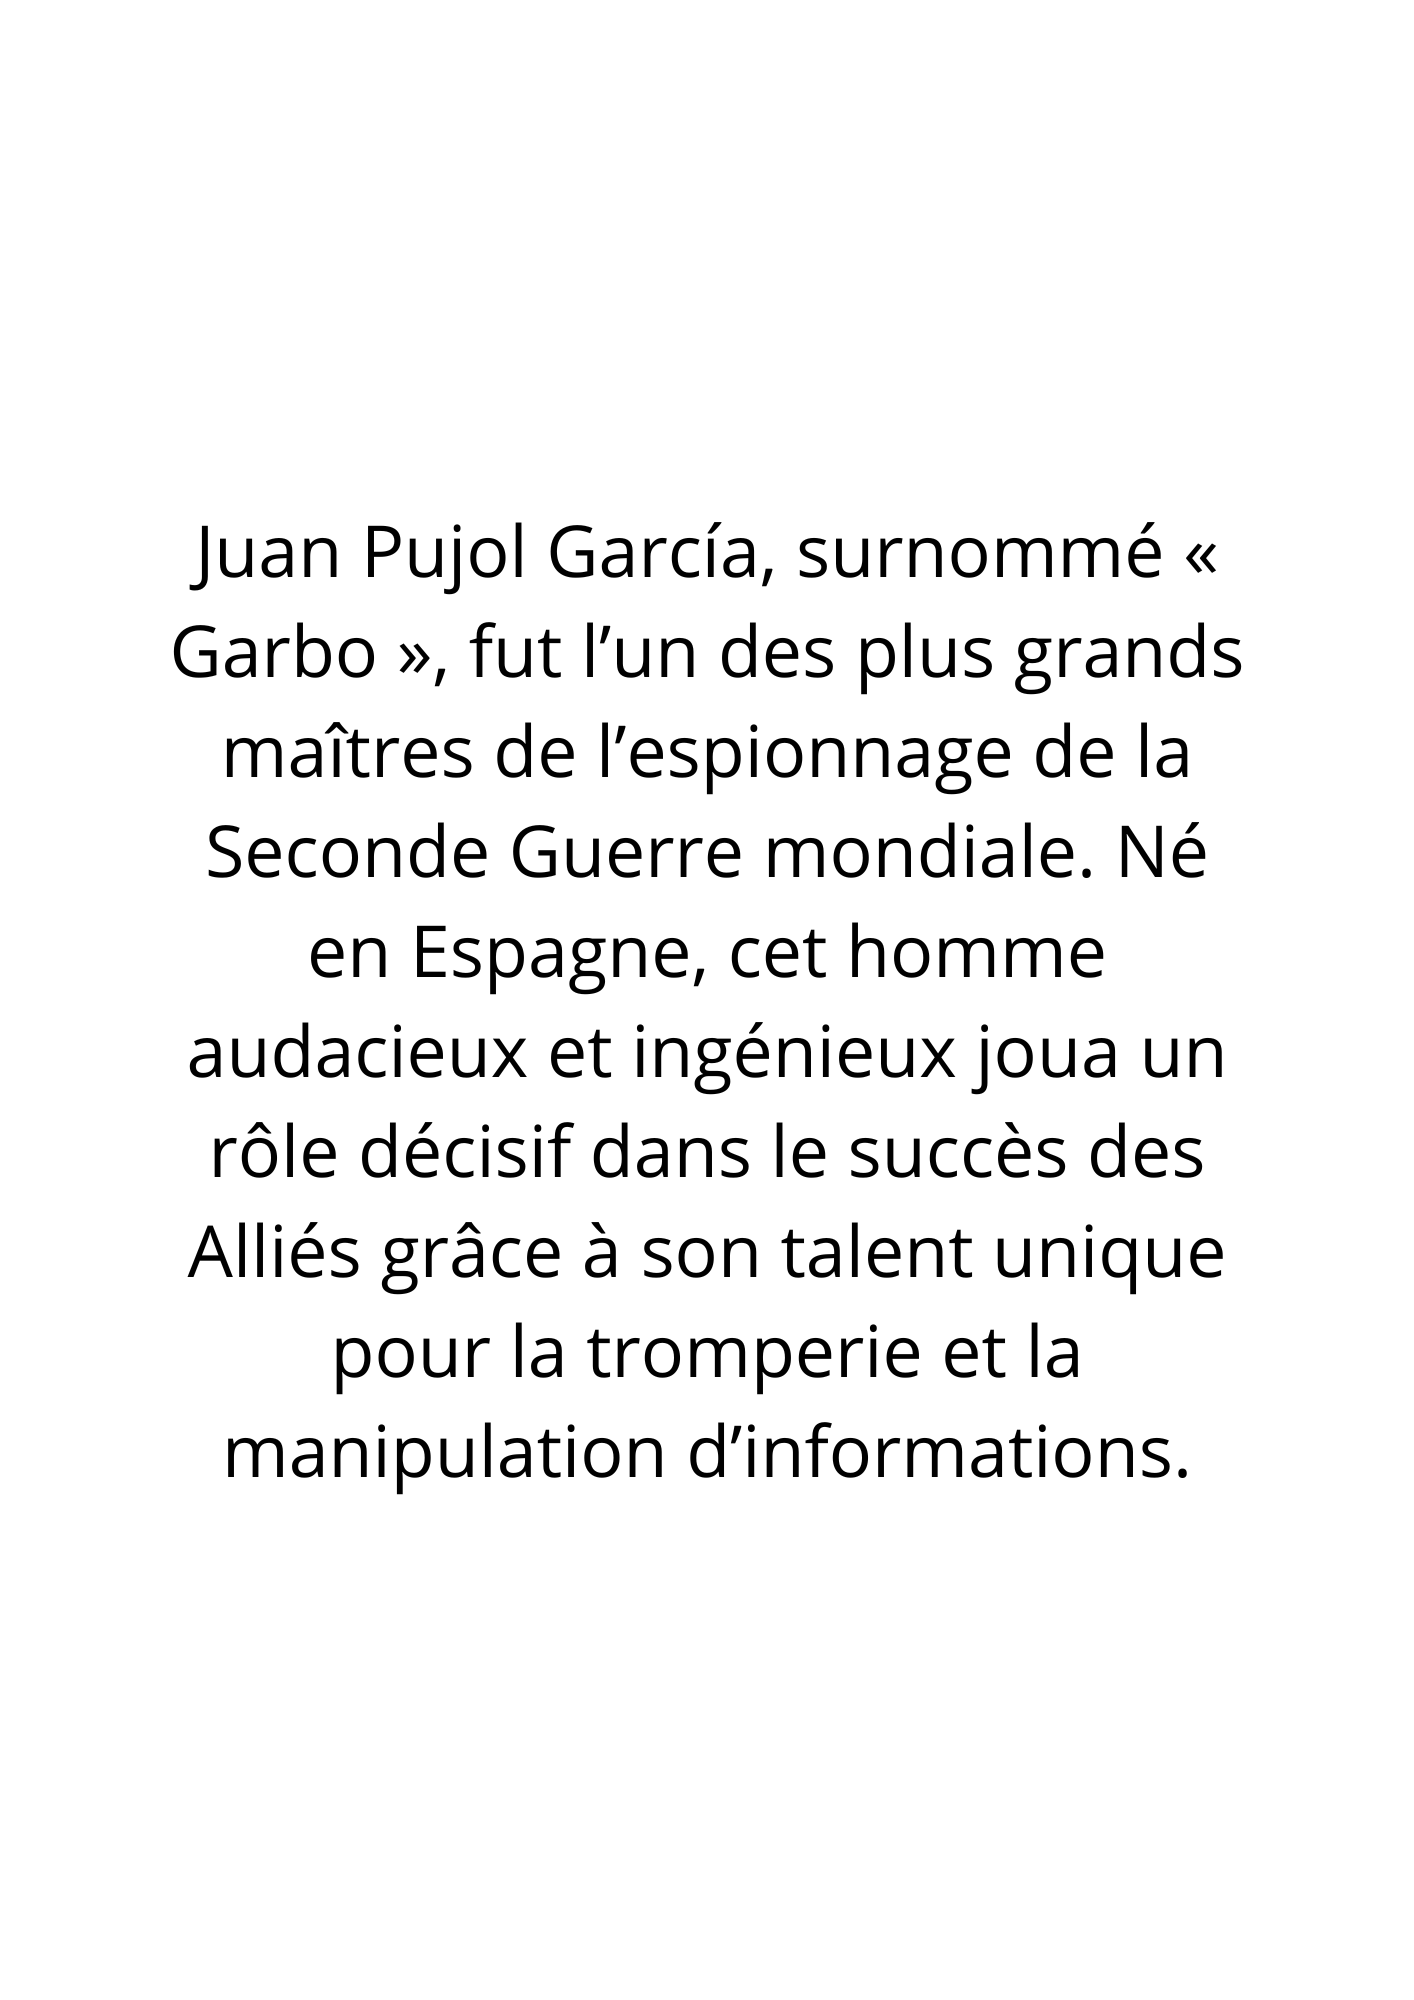 Juan Pujol García, surnommé «
Garbo », fut l’un des plus grands
maîtres de l’espionnage de la
Seconde Guerre mondiale. Né
en Espagne, cet homme
audacieux et ingénieux joua un
rôle décisif dans le succès des
Alliés grâce à son talent unique
pour la tromperie et la
manipulation d’informations.